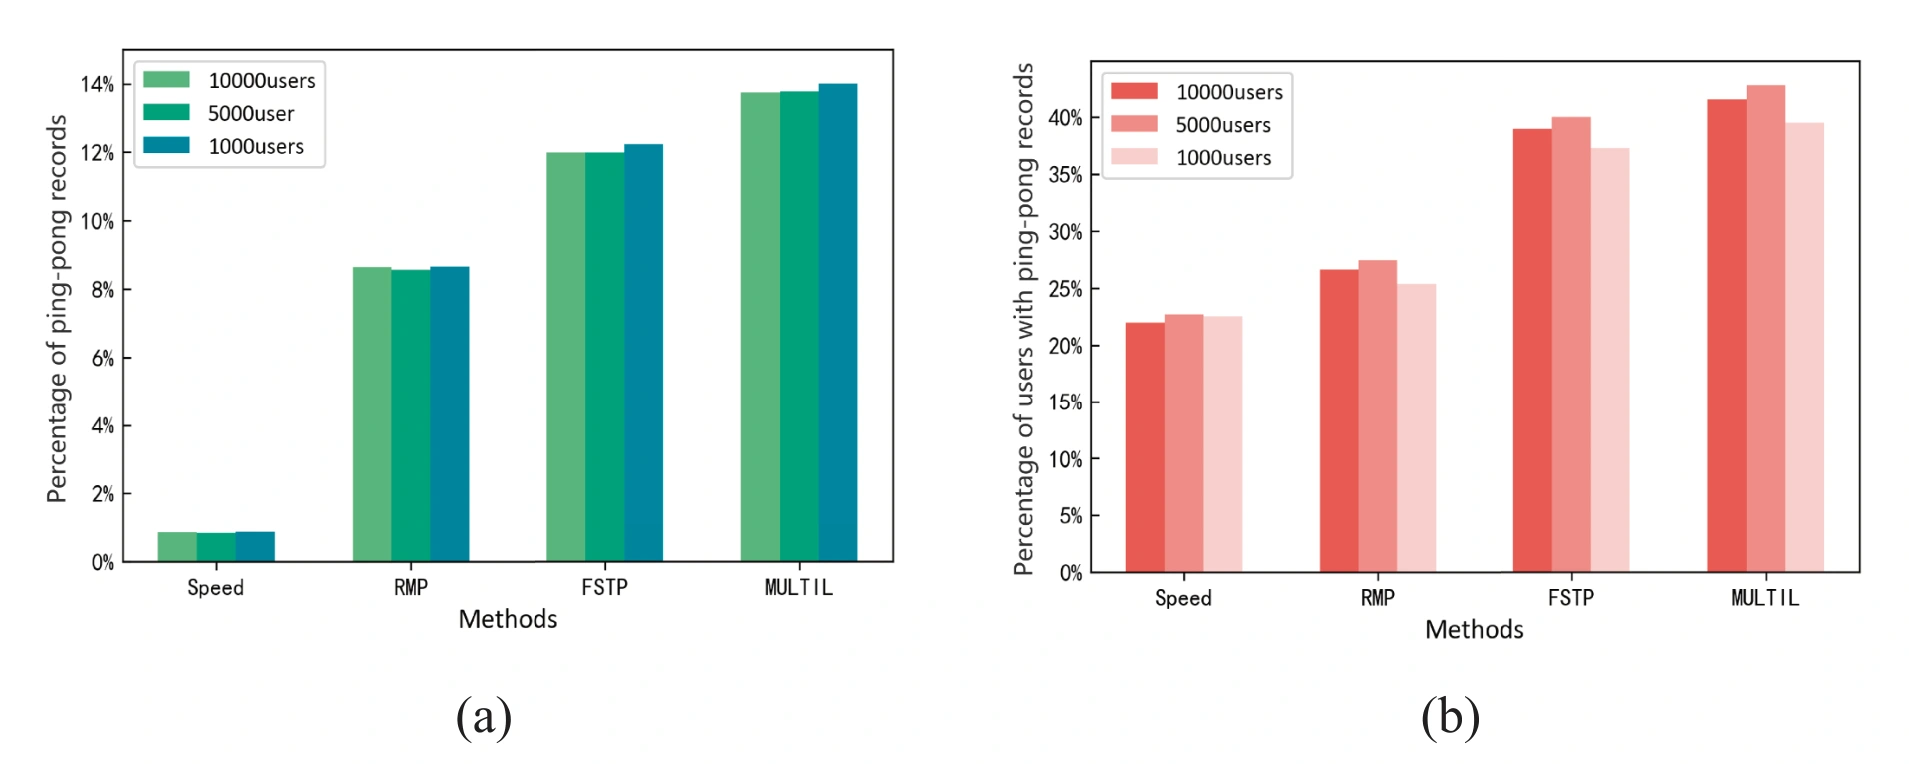 Percentage of ping-pong records
14%
12%
10%
8%
6%
4%
2%
0%
10000users
5000user
1000users
Speed RMP FSTP MULTIL
Methods
(a)
Percentage of users with ping-pong records
40%
35%
30%
25%
20%
15%
10%
5%
0%
10000users
5000users
1000users
Speed RMP FSTP MULTIL
Methods
(b)